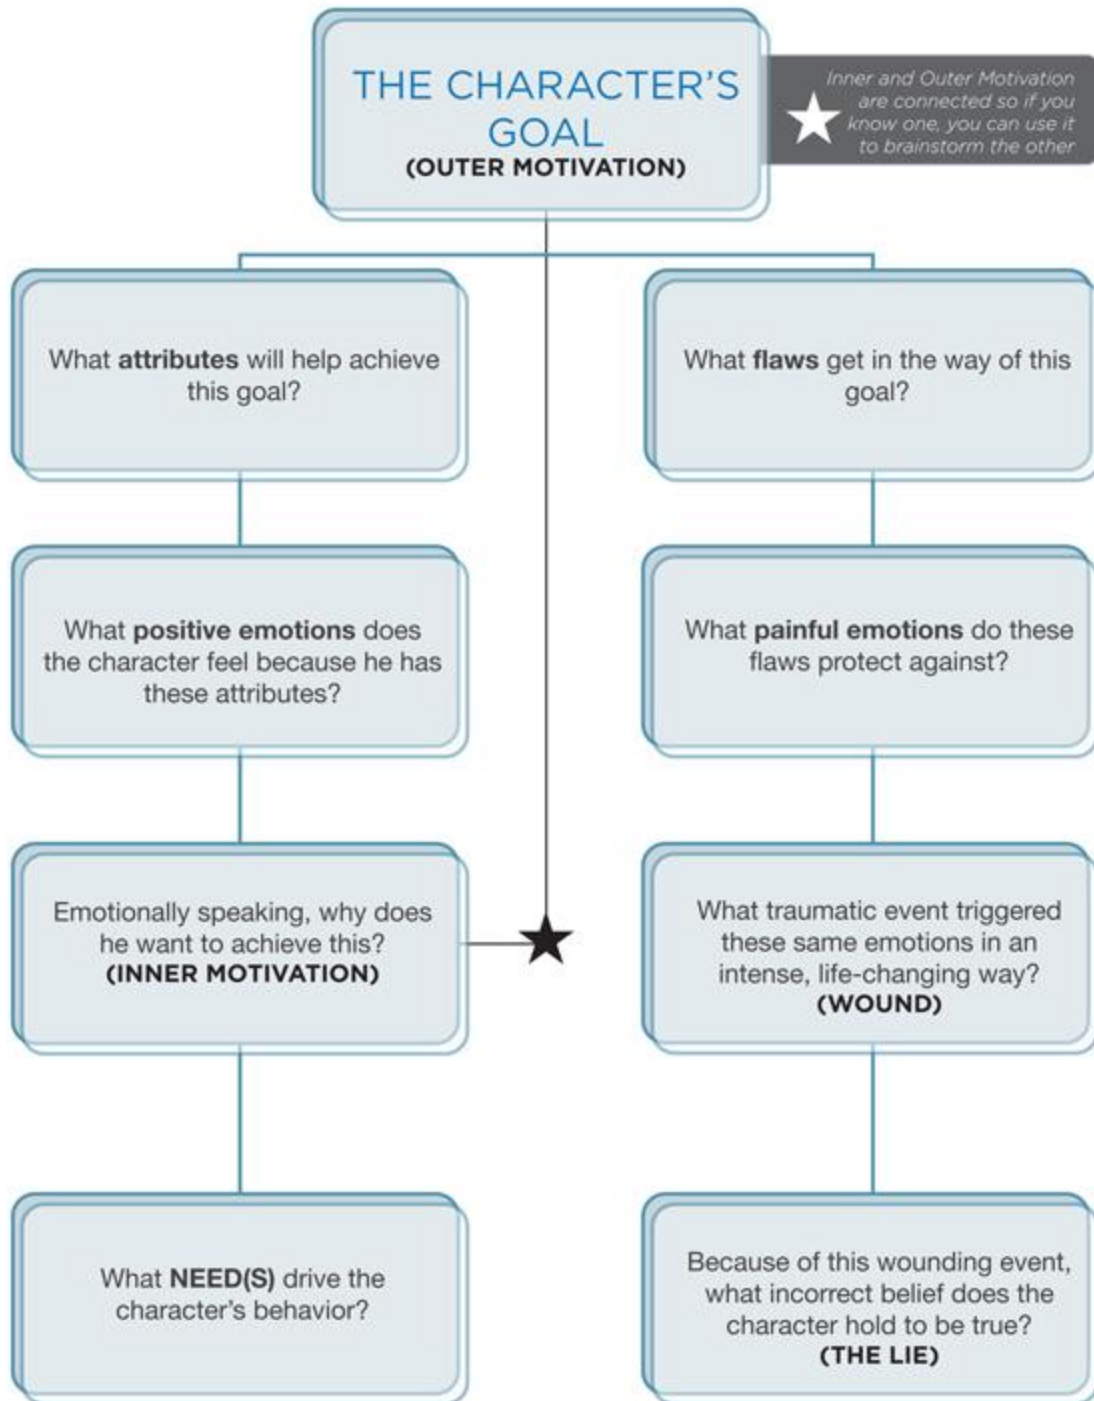 THE CHARACTER'S
GOAL
(OUTER MOTIVATION)
Inner and Outer Motivation
are connected so if you
know one, you can use it
to brainstorm the other
What attributes will help achieve
this goal?
What flaws get in the way of this
goal?
What positive emotions does
the character feel because he has
these attributes?
What painful emotions do these
flaws protect against?
Emotionally speaking, why does
he want to achieve this?
(INNER MOTIVATION)
What traumatic event triggered
these same emotions in an
intense, life-changing way?
(WOUND)
What NEED(S) drive the
character's behavior?
Because of this wounding event,
what incorrect belief does the
character hold to be true?
(THE LIE)